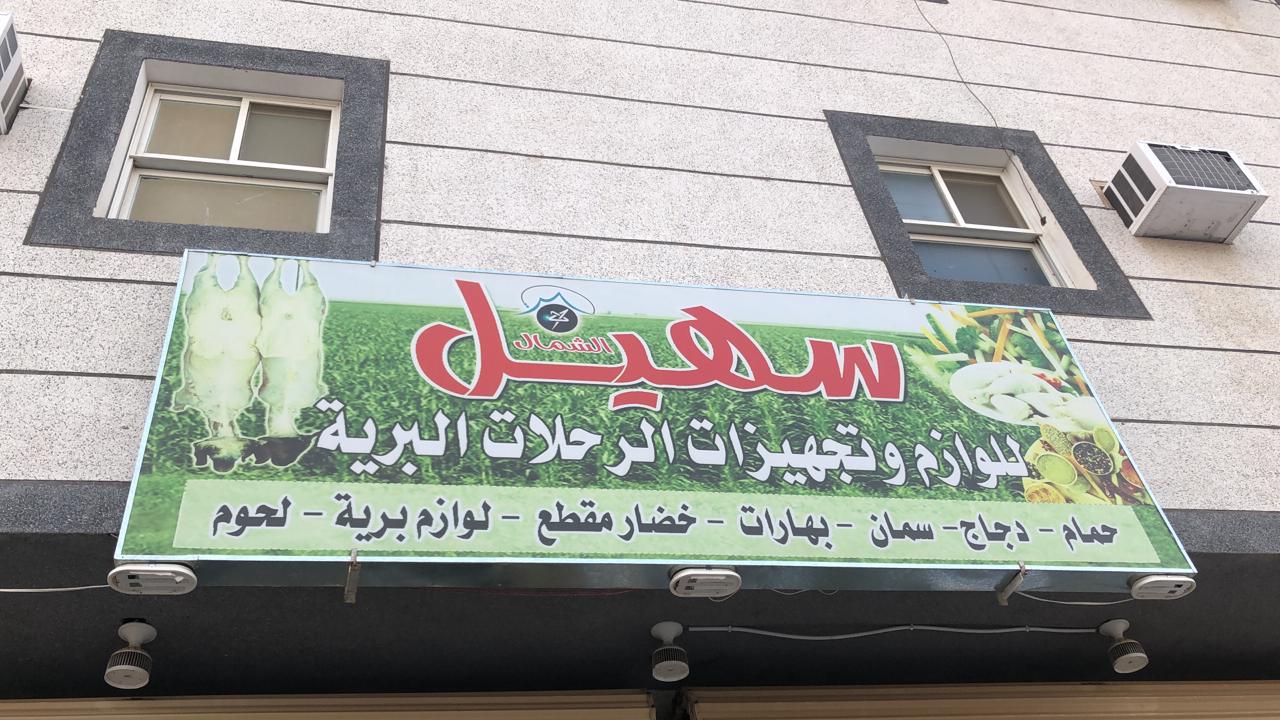 سهيل
الشمال
للوازم وتجهيزات الرحلات البرية
حمام - دجاج - سمان - بهارات - خضار مقطع - لوازم برية - لحوم